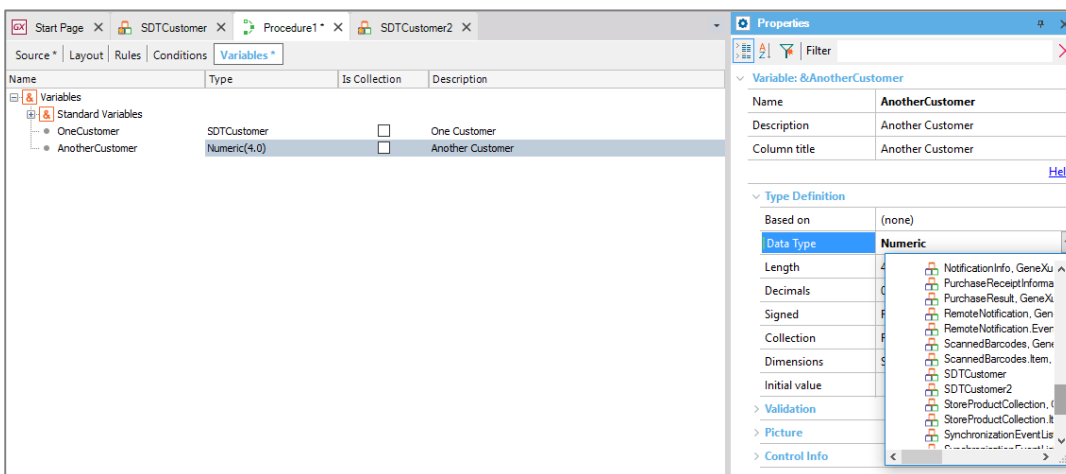 GX Start Page X SDTCustomer X Procedure1 * X SDTCustomer2 X
Source * | Layout | Rules | Conditions | Variables *
Name Type Is Collection Description
& Variables
& Standard Variables
OneCustomer SDTCustomer One Customer
AnotherCustomer Numeric(4.0) Another Customer
Properties
Filter
Variable: &AnotherCustomer
Name AnotherCustomer
Description Another Customer
Column title Another Customer
Hel
Type Definition
Based on (none)
Data Type Numeric
Length 4
Decimals 0
Signed F
Collection F
Dimensions S
Initial value
Validation
Picture
Control Info
NotificationInfo, GeneXu
PurchaseReceiptInforma
PurchaseResult, GeneXu
RemoteNotification, Gen
RemoteNotification.Even
ScannedBarcodes, Gene
ScannedBarcodes.Item,
SDTCustomer
SDTCustomer2
StoreProductCollection,
StoreProductCollection.It
SynchronizationEventLis